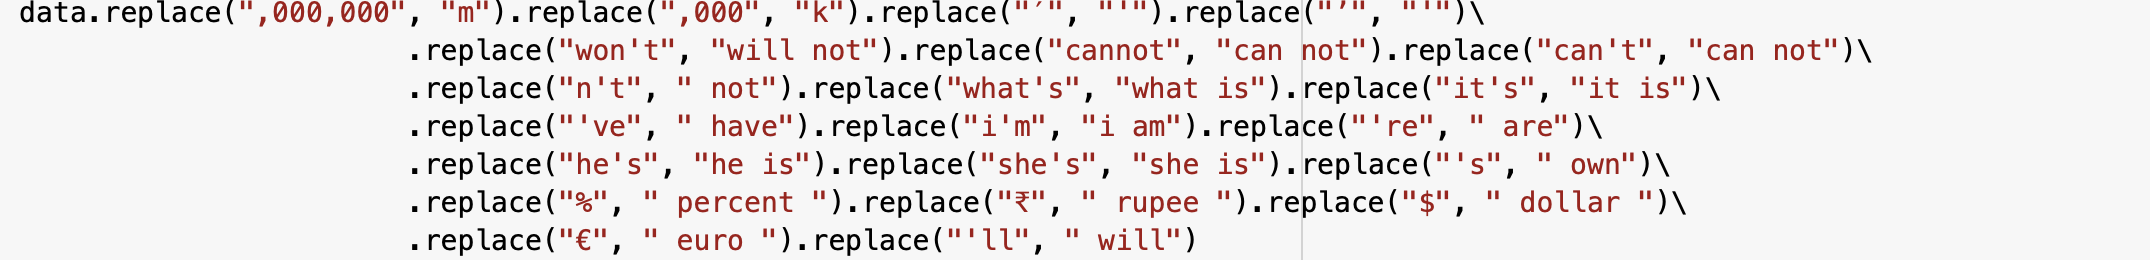 data.replace(",000,000", "m").replace(",000", "k").replace("′", "'").replace("’", "'")\
.replace("won't", "will not").replace("cannot", "can not").replace("can't", "can not")\
.replace("n't", " not").replace("what's", "what is").replace("it's", "it is")\
.replace("'ve", " have").replace("i'm", "i am").replace("'re", " are")\
.replace("he's", "he is").replace("she's", "she is").replace("'s", " own")\
.replace("%", " percent ").replace("₹", " rupee ").replace("$", " dollar ")\
.replace("€", " euro ").replace("'ll", " will")